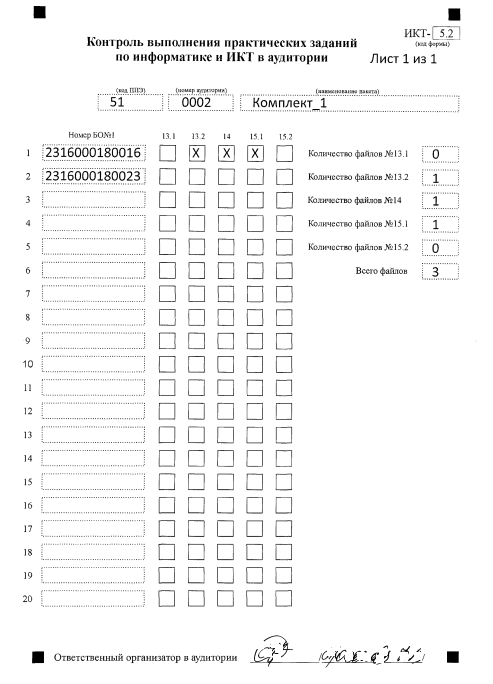 ИКТ- 5.2
(код формы)
Контроль выполнения практических заданий
по информатике и ИКТ в аудитории
Лист 1 из 1
(код ППЭ) (номер аудитории) (наименование пакета)
51 0002 Комплект_1
Номер БО№1 13.1 13.2 14 15.1 15.2
1 2316000180016 X X X Количество файлов №13.1 0
2 2316000180023 Количество файлов №13.2 1
3 Количество файлов №14 1
4 Количество файлов №15.1 1
5 Количество файлов №15.2 0
6 Всего файлов 3
7
8
9
10
11
12
13
14
15
16
17
18
19
20
Ответственный организатор в аудитории